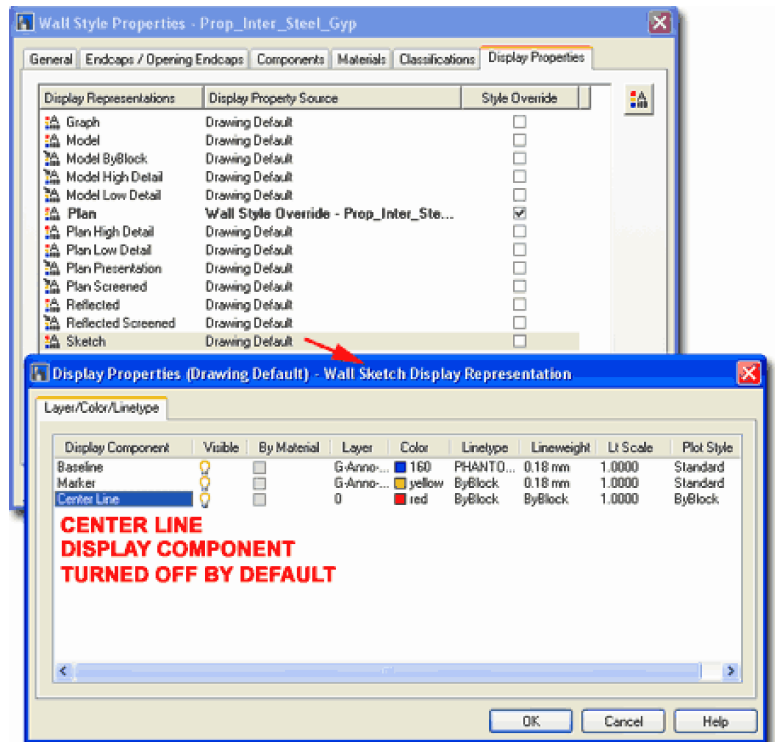 Wall Style Properties - Prop_Inter_Steel_Gyp
General Endcaps / Opening Endcaps Components Materials Classifications Display Properties
Display Representations Display Property Source Style Override
Graph Drawing Default
Model Drawing Default
Model ByBlock Drawing Default
Model High Detail Drawing Default
Model Low Detail Drawing Default
Plan Wall Style Override - Prop_Inter_Ste...
Plan High Detail Drawing Default
Plan Low Detail Drawing Default
Plan Presentation Drawing Default
Plan Screened Drawing Default
Reflected Drawing Default
Reflected Screened Drawing Default
Sketch Drawing Default
Display Properties (Drawing Default) - Wall Sketch Display Representation
Layer/Color/Linetype
Display Component Visible By Material Layer Color Linetype Lineweight Lt Scale Plot Style
Baseline G-Anno-... 160 PHANTO... 0.18 mm 1.0000 Standard
Marker G-Anno-... yellow ByBlock 0.18 mm 1.0000 Standard
Center Line 0 red ByBlock ByBlock 1.0000 ByBlock
CENTER LINE
DISPLAY COMPONENT
TURNED OFF BY DEFAULT
OK Cancel Help